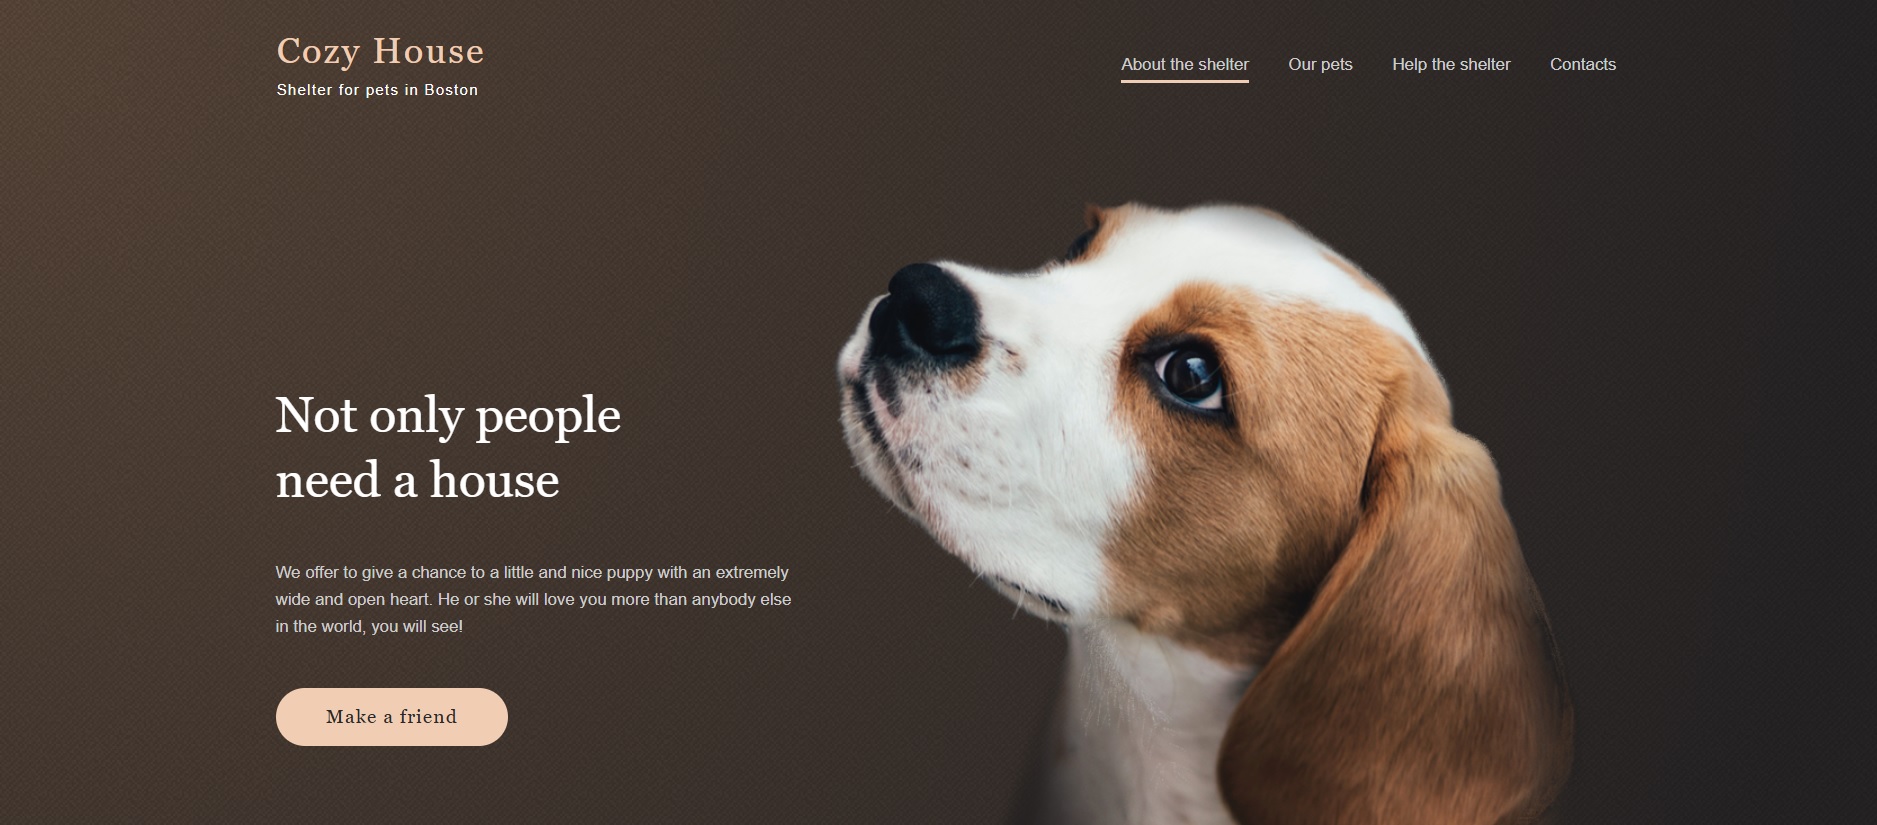 Cozy House
Shelter for pets in Boston
About the shelter
Our pets
Help the shelter
Contacts
Not only people
need a house
We offer to give a chance to a little and nice puppy with an extremely
wide and open heart. He or she will love you more than anybody else
in the world, you will see!
Make a friend